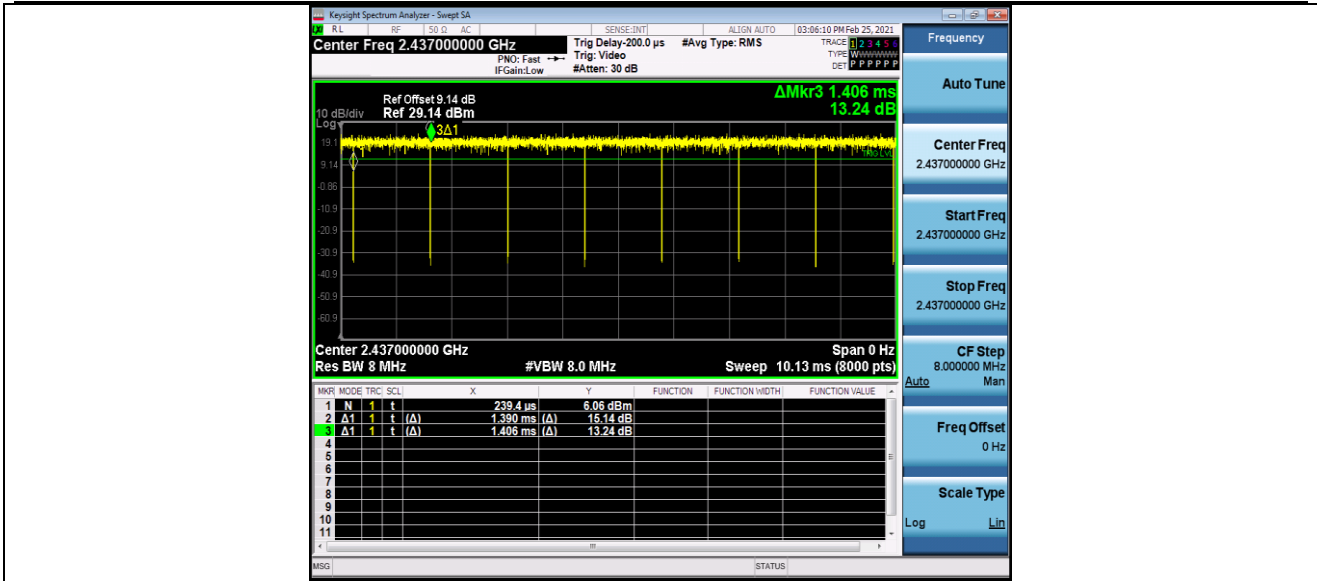 Keysight Spectrum Analyzer - Swept SA
RL RF 50 Ω AC SENSE:INT ALIGN AUTO 03:06:10 PM Feb 25, 2021
Center Freq 2.437000000 GHz
PNO: Fast
IFGain:Low
Trig Delay-200.0 µs
Trig: Video
#Atten: 30 dB
#Avg Type: RMS
TRACE 1 2 3 4 5 6
TYPE WWWWWW
DET P P P P P P
Frequency
Auto Tune
Center Freq
2.437000000 GHz
Start Freq
2.437000000 GHz
Stop Freq
2.437000000 GHz
CF Step
8.000000 MHz
Auto Man
Freq Offset
0 Hz
Scale Type
Log Lin
ΔMkr3 1.406 ms
13.24 dB
Ref Offset 9.14 dB
10 dB/div Ref 29.14 dBm
Log
3Δ1
19.1
TRIG LVL
9.14
-0.86
-10.9
-20.9
-30.9
-40.9
-50.9
-60.9
Center 2.437000000 GHz Span 0 Hz
Res BW 8 MHz #VBW 8.0 MHz Sweep 10.13 ms (8000 pts)
MKR MODE TRC SCL X Y FUNCTION FUNCTION WIDTH FUNCTION VALUE
1 N 1 t 239.4 µs 6.06 dBm
2 Δ1 1 t (Δ) 1.390 ms (Δ) 15.14 dB
3 Δ1 1 t (Δ) 1.406 ms (Δ) 13.24 dB
4
5
6
7
8
9
10
11
MSG STATUS